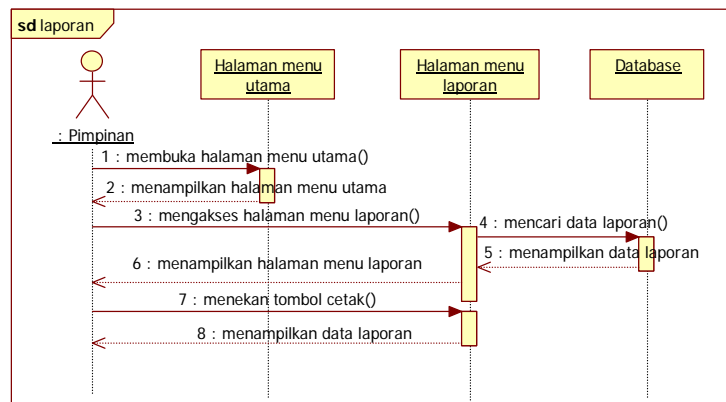 sd laporan
Halaman menu
utama
Halaman menu
laporan
Database
: Pimpinan
1 : membuka halaman menu utama()
2 : menampilkan halaman menu utama
3 : mengakses halaman menu laporan()
4 : mencari data laporan()
5 : menampilkan data laporan
6 : menampilkan halaman menu laporan
7 : menekan tombol cetak()
8 : menampilkan data laporan